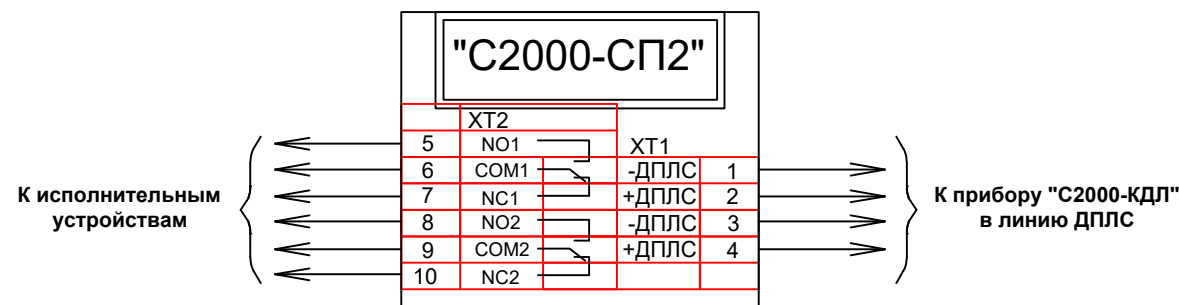 "С2000-СП2"
XT2
5 NO1 XT1
6 COM1 -ДПЛС 1
7 NC1 +ДПЛС 2
8 NO2 -ДПЛС 3
9 COM2 +ДПЛС 4
10 NC2
К исполнительным
устройствам
К прибору "С2000-КДЛ"
в линию ДПЛС